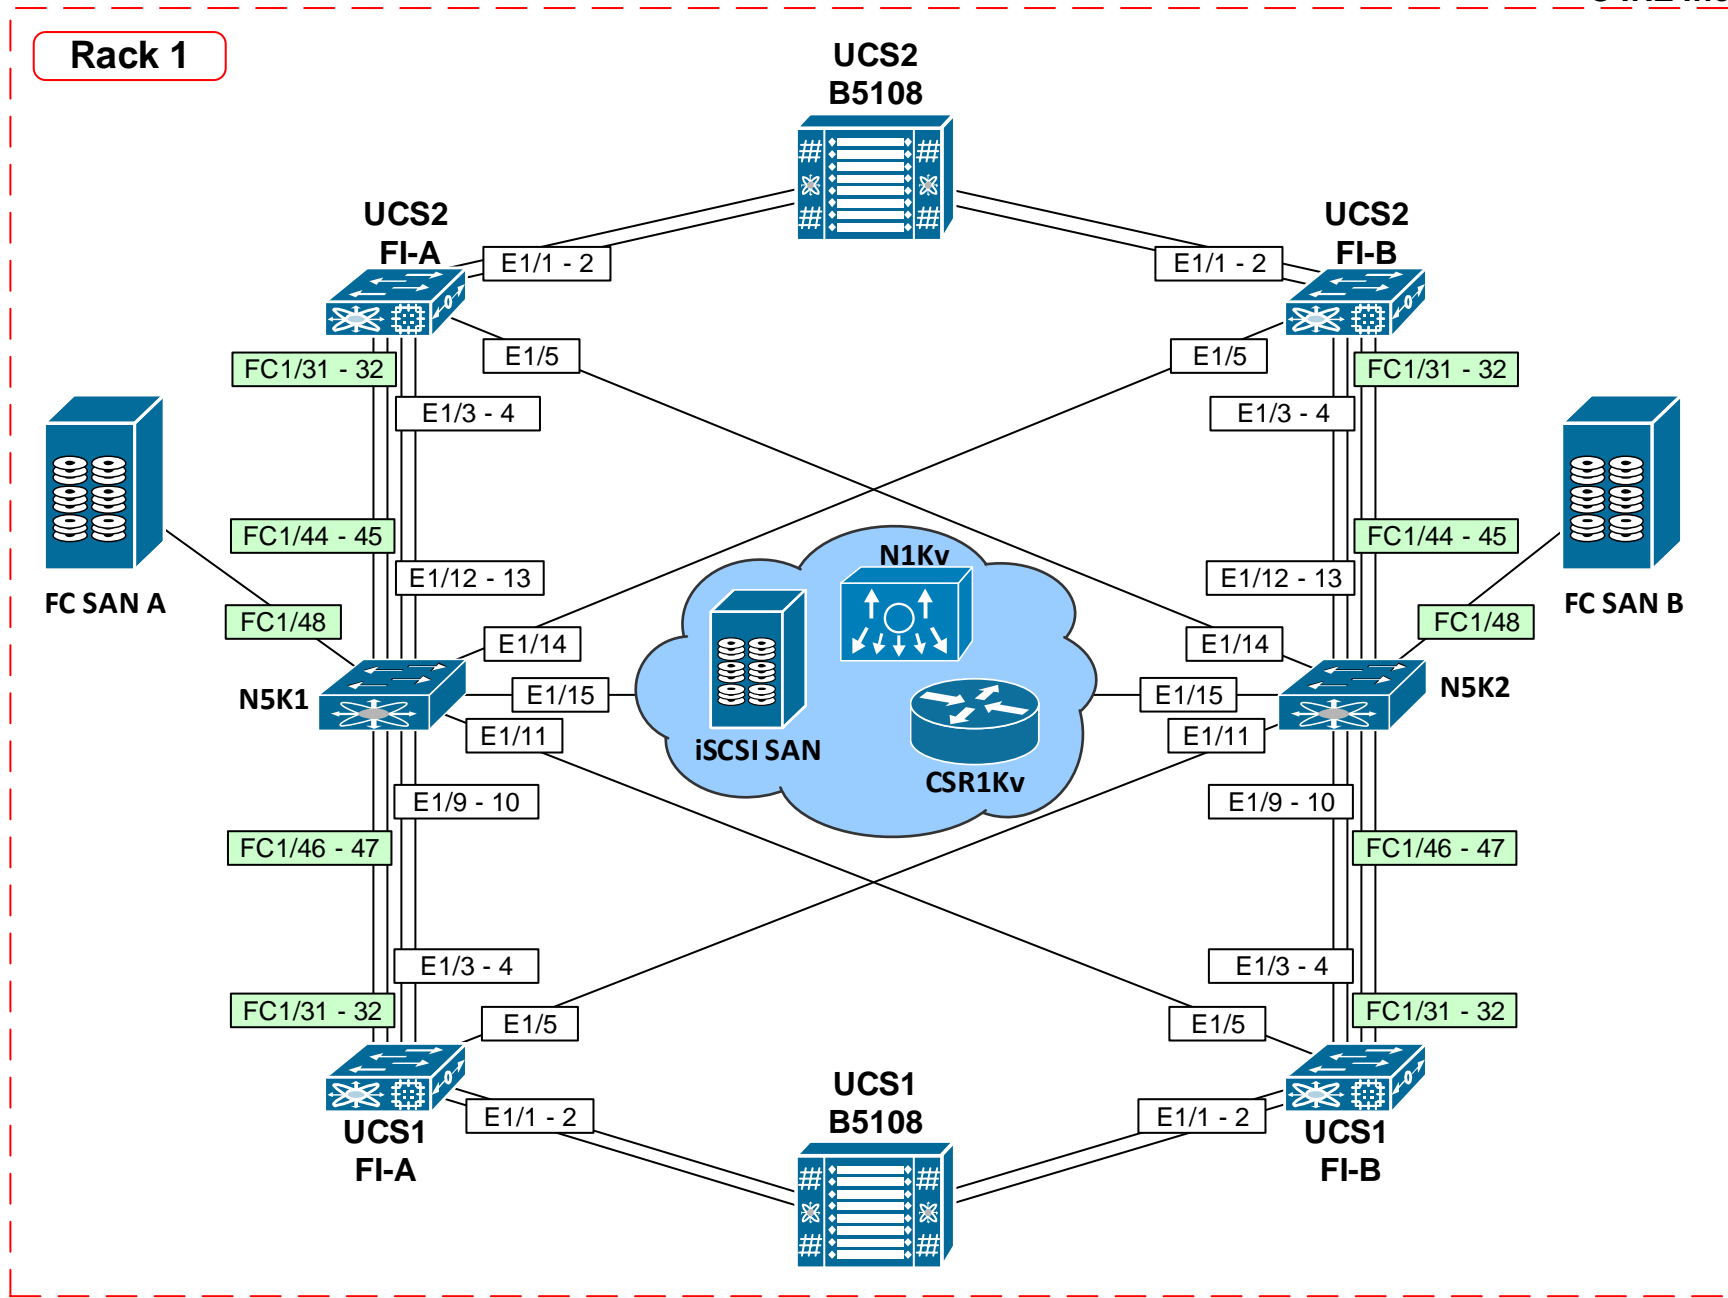 Rack 1
UCS2
B5108
UCS2
FI-A
UCS2
FI-B
E1/1 - 2
E1/1 - 2
E1/5
E1/5
FC1/31 - 32
FC1/31 - 32
E1/3 - 4
E1/3 - 4
FC1/44 - 45
FC1/44 - 45
N1Kv
E1/12 - 13
E1/12 - 13
FC SAN A
FC SAN B
FC1/48
FC1/48
E1/14
E1/14
N5K1
E1/15
E1/15
N5K2
E1/11
E1/11
iSCSI SAN
CSR1Kv
E1/9 - 10
E1/9 - 10
FC1/46 - 47
FC1/46 - 47
E1/3 - 4
E1/3 - 4
FC1/31 - 32
FC1/31 - 32
E1/5
E1/5
UCS1
B5108
E1/1 - 2
E1/1 - 2
UCS1
FI-A
UCS1
FI-B